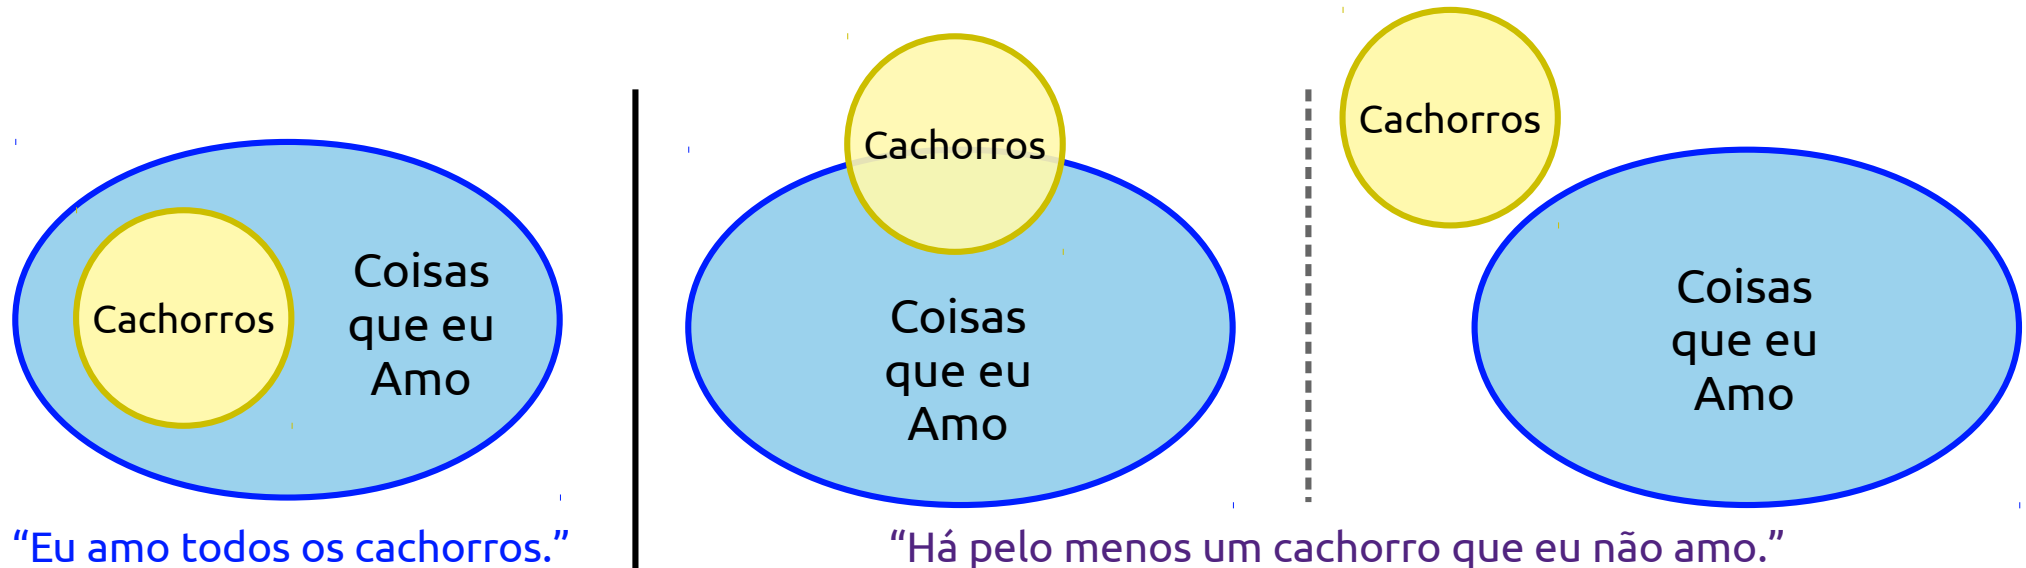 Cachorros
Coisas
que eu
Amo
“Eu amo todos os cachorros.”
Cachorros
Coisas
que eu
Amo
Cachorros
Coisas
que eu
Amo
“Há pelo menos um cachorro que eu não amo.”